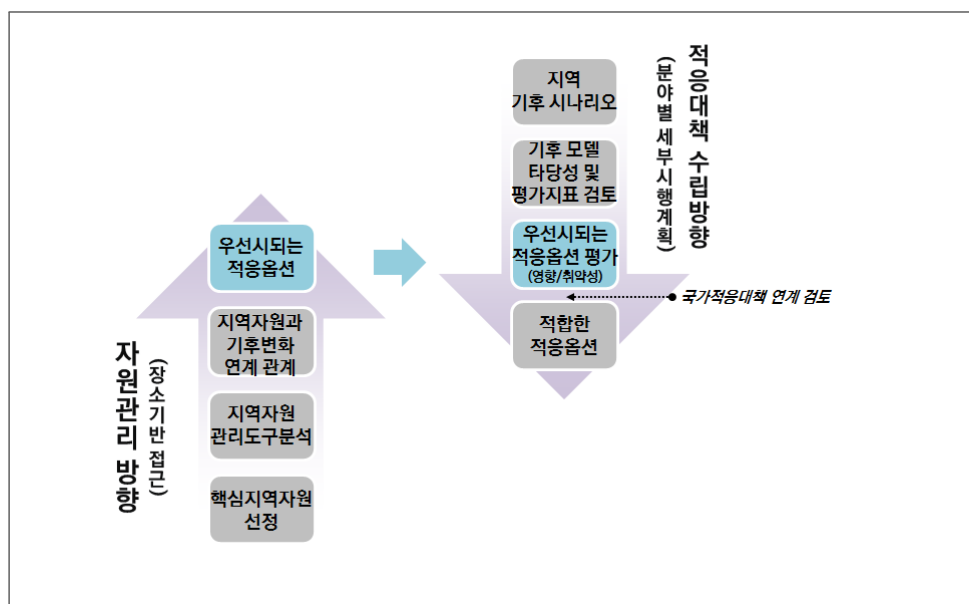 자원관리 방향
(장소기반 접근)
우선시되는
적응옵션
지역자원과
기후변화
연계 관계
지역자원
관리도구분석
핵심지역자원
선정
지역
기후 시나리오
기후 모델
타당성 및
평가지표 검토
우선시되는
적응옵션 평가
(영향/취약성)
적합한
적응옵션
국가적응대책 연계 검토
적응대책 수립방향
(분야별 세부시행계획)